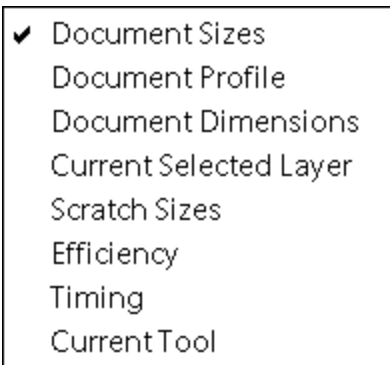 ✔ Document Sizes
Document Profile
Document Dimensions
Current Selected Layer
Scratch Sizes
Efficiency
Timing
Current Tool